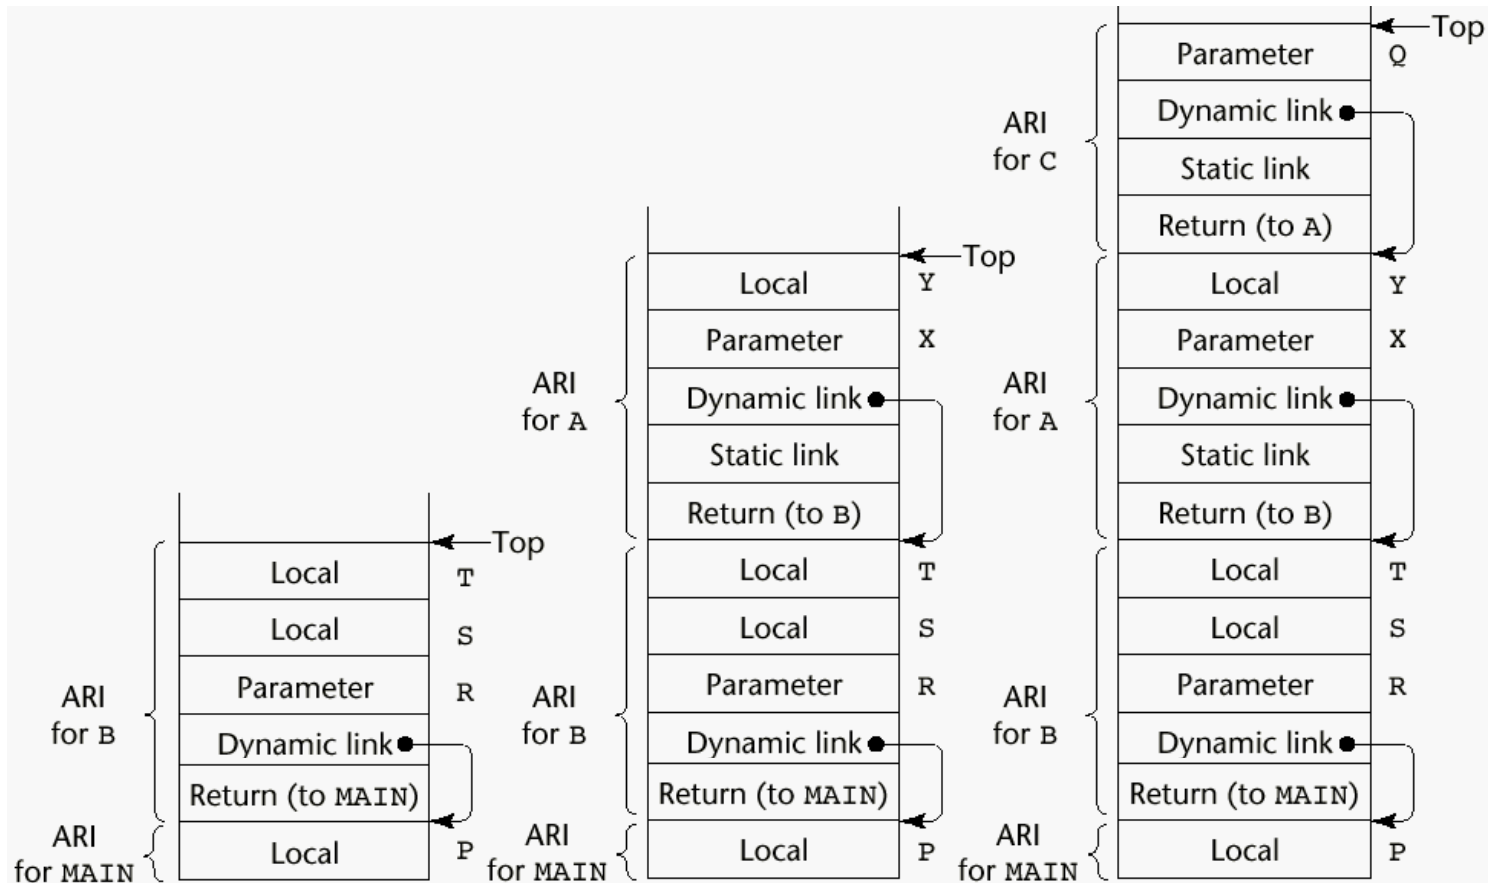 Top
Local T
Local S
Parameter R
Dynamic link
Return (to MAIN)
ARI
for B
Local P
ARI
for MAIN
Top
Local Y
Parameter X
Dynamic link
Static link
Return (to B)
ARI
for A
Local T
Local S
Parameter R
Dynamic link
Return (to MAIN)
ARI
for B
Local P
ARI
for MAIN
Top
Parameter Q
Dynamic link
Static link
Return (to A)
ARI
for C
Local Y
Parameter X
Dynamic link
Static link
Return (to B)
ARI
for A
Local T
Local S
Parameter R
Dynamic link
Return (to MAIN)
ARI
for B
Local P
ARI
for MAIN